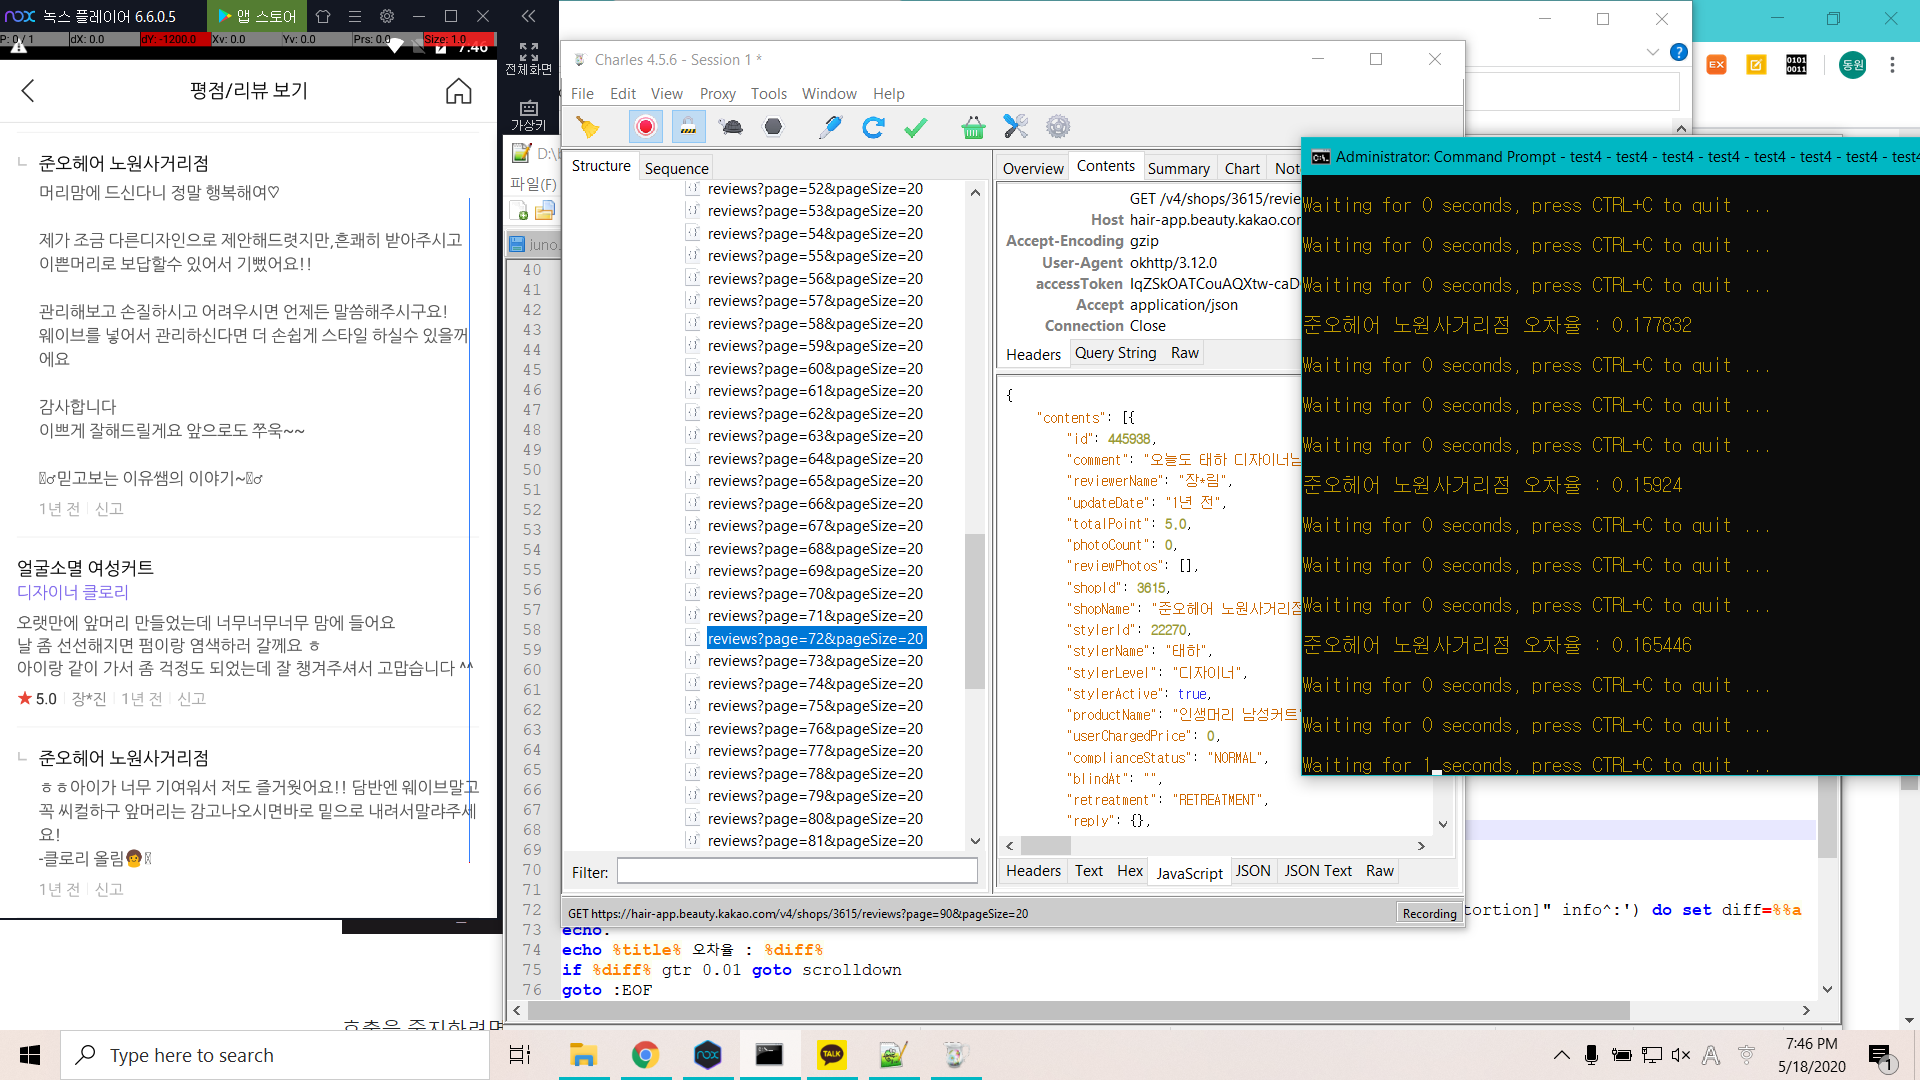 녹스 플레이어 6.6.0.5
앱 스토어
P: 0 / 1
dX: 0.0
dY: -1200.0
Xv: 0.0
Yv: 0.0
Prs: 0.0
Size: 1.0
7:46
평점/리뷰 보기
준오헤어 노원사거리점
머리맘에 드신다니 정말 행복해여♡
제가 조금 다른디자인으로 제안해드렷지만,흔쾌히 받아주시고
이쁜머리로 보답할수 있어서 기뻤어요!!
관리해보고 손질하시고 어려우시면 언제든 말씀해주시구요!
웨이브를 넣어서 관리하신다면 더 손쉽게 스타일 하실수 있을꺼
에요
감사합니다
이쁘게 잘해드릴게요 앞으로도 쭈욱~~
♂믿고보는 이유쌤의 이야기~♂
1년 전 신고
얼굴소멸 여성커트
디자이너 클로리
오랫만에 앞머리 만들었는데 너무너무너무 맘에 들어요
날 좀 선선해지면 펌이랑 염색하러 갈께요 ㅎ
아이랑 같이 가서 좀 걱정도 되었는데 잘 챙겨주셔서 고맙습니다 ^^
★ 5.0 장*진 1년 전 신고
준오헤어 노원사거리점
ㅎㅎ아이가 너무 기여워서 저도 즐거웟어요!! 담반엔 웨이브말고
꼭 씨컬하구 앞머리는 감고나오시면바로 밑으로 내려서말랴주세
요!
-클로리 올림🧑
1년 전 신고
전체화면
가상키
D:\
파일(F)
juno.
40
41
42
43
44
45
46
47
48
49
50
51
52
53
54
55
56
57
58
59
60
61
62
63
64
65
66
67
68
69
70
71
72
73
74
75
76
Charles 4.5.6 - Session 1 *
File Edit View Proxy Tools Window Help
Structure Sequence
reviews?page=52&pageSize=20
reviews?page=53&pageSize=20
reviews?page=54&pageSize=20
reviews?page=55&pageSize=20
reviews?page=56&pageSize=20
reviews?page=57&pageSize=20
reviews?page=58&pageSize=20
reviews?page=59&pageSize=20
reviews?page=60&pageSize=20
reviews?page=61&pageSize=20
reviews?page=62&pageSize=20
reviews?page=63&pageSize=20
reviews?page=64&pageSize=20
reviews?page=65&pageSize=20
reviews?page=66&pageSize=20
reviews?page=67&pageSize=20
reviews?page=68&pageSize=20
reviews?page=69&pageSize=20
reviews?page=70&pageSize=20
reviews?page=71&pageSize=20
reviews?page=72&pageSize=20
reviews?page=73&pageSize=20
reviews?page=74&pageSize=20
reviews?page=75&pageSize=20
reviews?page=76&pageSize=20
reviews?page=77&pageSize=20
reviews?page=78&pageSize=20
reviews?page=79&pageSize=20
reviews?page=80&pageSize=20
reviews?page=81&pageSize=20
Filter:
GET https://hair-app.beauty.kakao.com/v4/shops/3615/reviews?page=90&pageSize=20
Recording
Overview Contents Summary Chart Not
GET /v4/shops/3615/revie
Host hair-app.beauty.kakao.cor
Accept-Encoding gzip
User-Agent okhttp/3.12.0
accessToken IqZSkOATCouAQXtw-caD
Accept application/json
Connection Close
Headers Query String Raw
{
"contents": [{
"id": 445938,
"comment": "오늘도 태하 디자이너님
"reviewerName": "장*림",
"updateDate": "1년 전",
"totalPoint": 5.0,
"photoCount": 0,
"reviewPhotos": [],
"shopId": 3615,
"shopName": "준오헤어 노원사거리점
"stylerId": 22270,
"stylerName": "태하",
"stylerLevel": "디자이너",
"stylerActive": true,
"productName": "인생머리 남성커트"
"userChargedPrice": 0,
"complianceStatus": "NORMAL",
"blindAt": "",
"retreatment": "RETREATMENT",
"reply": {},
Headers Text Hex JavaScript JSON JSON Text Raw
EX
0101
0011
동원
Administrator: Command Prompt - test4 - test4 - test4 - test4 - test4 - test4 - test4 - test4
Waiting for 0 seconds, press CTRL+C to quit ...
Waiting for 0 seconds, press CTRL+C to quit ...
Waiting for 0 seconds, press CTRL+C to quit ...
준오헤어 노원사거리점 오차율 : 0.177832
Waiting for 0 seconds, press CTRL+C to quit ...
Waiting for 0 seconds, press CTRL+C to quit ...
Waiting for 0 seconds, press CTRL+C to quit ...
준오헤어 노원사거리점 오차율 : 0.15924
Waiting for 0 seconds, press CTRL+C to quit ...
Waiting for 0 seconds, press CTRL+C to quit ...
Waiting for 0 seconds, press CTRL+C to quit ...
준오헤어 노원사거리점 오차율 : 0.165446
Waiting for 0 seconds, press CTRL+C to quit ...
Waiting for 0 seconds, press CTRL+C to quit ...
Waiting for 1 seconds, press CTRL+C to quit ...
tortion]" info^:') do set diff=%%a
echo.
echo %title% 오차율 : %diff%
if %diff% gtr 0.01 goto scrolldown
goto :EOF
Type here to search
nox
TALK
7:46 PM
5/18/2020
1